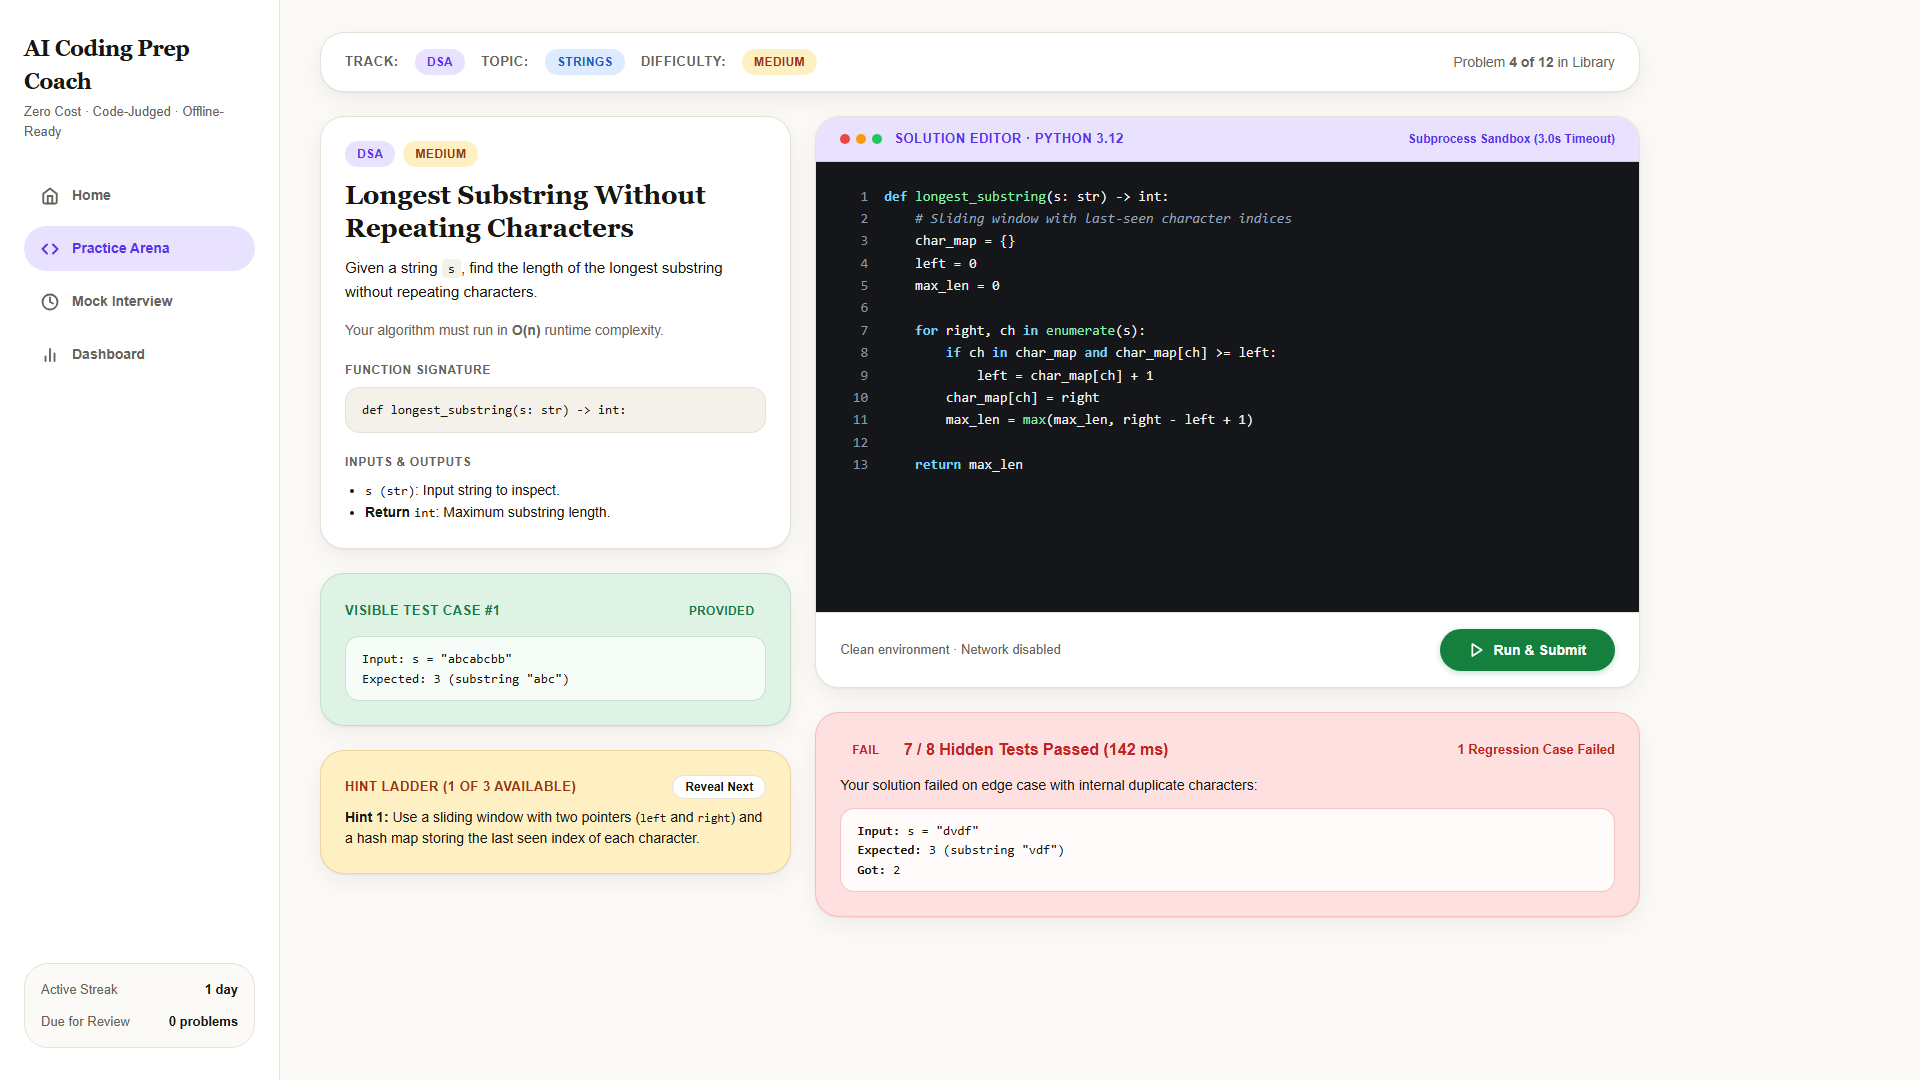 AI Coding Prep
Coach
Zero Cost · Code-Judged · Offline-
Ready
Home
Practice Arena
Mock Interview
Dashboard
Active Streak 1 day
Due for Review 0 problems
TRACK: DSA TOPIC: STRINGS DIFFICULTY: MEDIUM Problem 4 of 12 in Library
DSA MEDIUM
Longest Substring Without
Repeating Characters
Given a string s, find the length of the longest substring
without repeating characters.
Your algorithm must run in O(n) runtime complexity.
FUNCTION SIGNATURE
def longest_substring(s: str) -> int:
INPUTS & OUTPUTS
• s (str): Input string to inspect.
• Return int: Maximum substring length.
VISIBLE TEST CASE #1 PROVIDED
Input: s = "abcabcbb"
Expected: 3 (substring "abc")
HINT LADDER (1 OF 3 AVAILABLE) Reveal Next
Hint 1: Use a sliding window with two pointers (left and right) and
a hash map storing the last seen index of each character.
SOLUTION EDITOR · PYTHON 3.12 Subprocess Sandbox (3.0s Timeout)
1 def longest_substring(s: str) -> int:
2     # Sliding window with last-seen character indices
3     char_map = {}
4     left = 0
5     max_len = 0
6
7     for right, ch in enumerate(s):
8         if ch in char_map and char_map[ch] >= left:
9             left = char_map[ch] + 1
10         char_map[ch] = right
11         max_len = max(max_len, right - left + 1)
12
13     return max_len
Clean environment · Network disabled Run & Submit
FAIL 7 / 8 Hidden Tests Passed (142 ms) 1 Regression Case Failed
Your solution failed on edge case with internal duplicate characters:
Input: s = "dvdf"
Expected: 3 (substring "vdf")
Got: 2